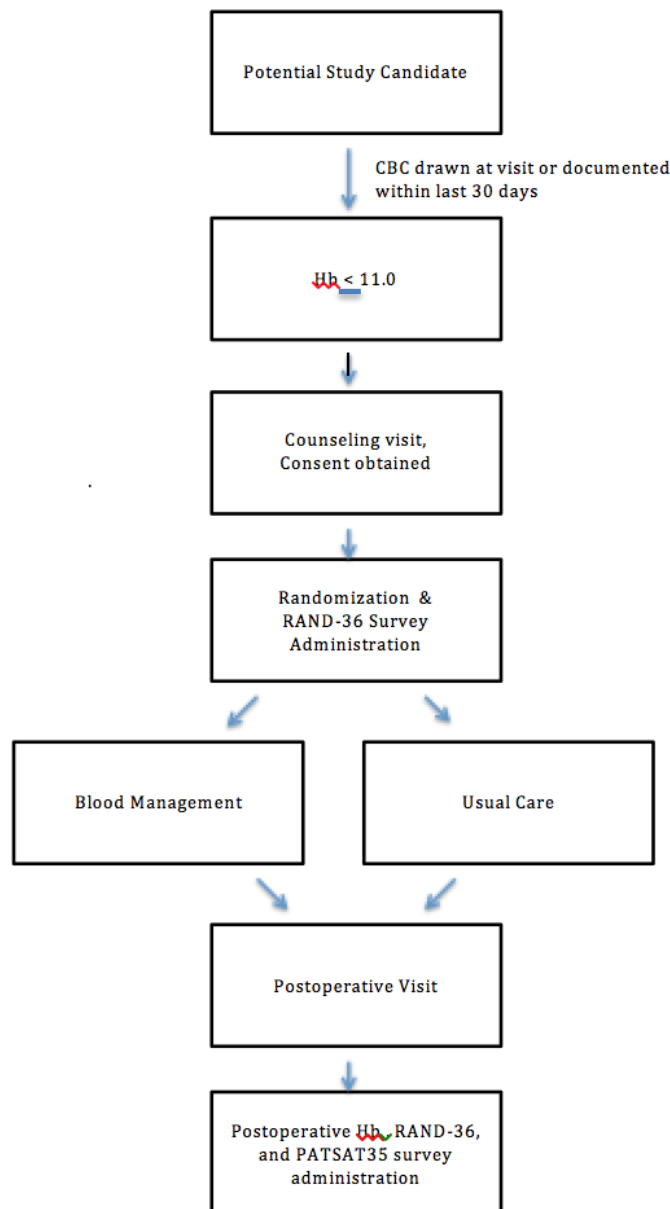 Potential Study Candidate
CBC drawn at visit or documented
within last 30 days
Hb < 11.0
Counseling visit,
Consent obtained
.
Randomization &
RAND-36 Survey
Administration
Blood Management
Usual Care
Postoperative Visit
Postoperative Hb, RAND-36,
and PATSAT35 survey
administration